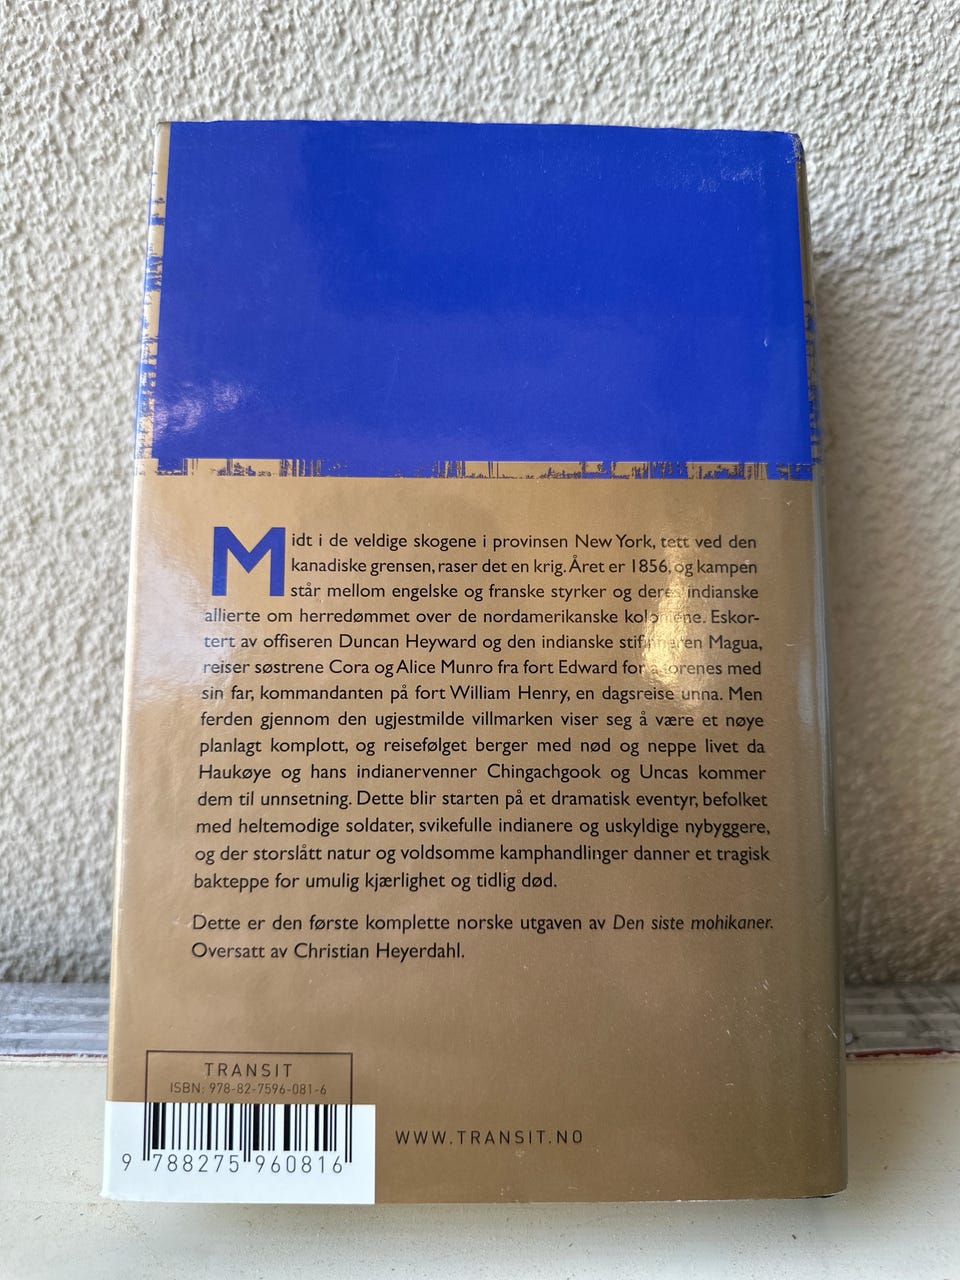 Midt i de veldige skogene i provinsen New York, tett ved den
kanadiske grensen, raser det en krig. Året er 1856, og kampen
står mellom engelske og franske styrker og deres indianske
allierte om herredømmet over de nordamerikanske koloniene. Eskor-
tert av offiseren Duncan Heyward og den indianske stifinneren Magua,
reiser søstrene Cora og Alice Munro fra fort Edward for å forenes med
sin far, kommandanten på fort William Henry, en dagsreise unna. Men
ferden gjennom den ugjestmilde villmarken viser seg å være et nøye
planlagt komplott, og reisefølget berger med nød og neppe livet da
Haukøye og hans indianervenner Chingachgook og Uncas kommer
dem til unnsetning. Dette blir starten på et dramatisk eventyr, befolket
med heltemodige soldater, svikefulle indianere og uskyldige nybyggere,
og der storslått natur og voldsomme kamphandlinger danner et tragisk
bakteppe for umulig kjærlighet og tidlig død.
Dette er den første komplette norske utgaven av Den siste mohikaner.
Oversatt av Christian Heyerdahl.
TRANSIT
ISBN: 978-82-7596-081-6
9 788275 960816
WWW.TRANSIT.NO